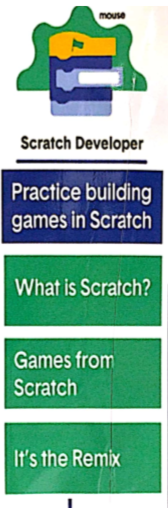 mouse
Scratch Developer
Practice building
games in Scratch
What is Scratch?
Games from
Scratch
It's the Remix